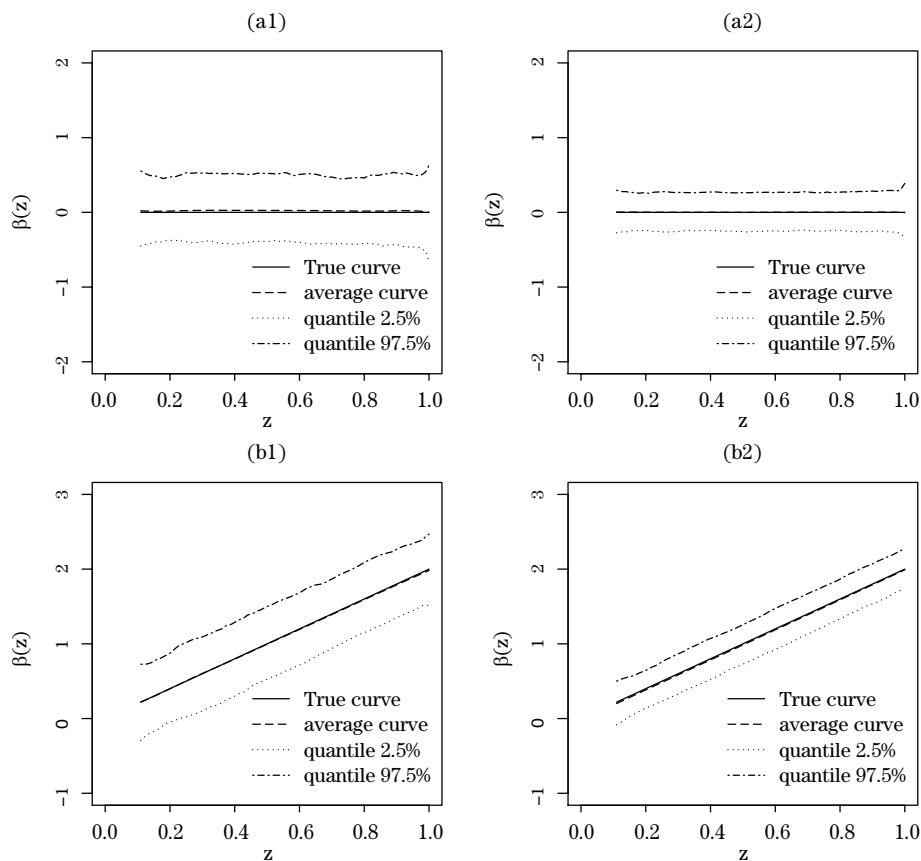 (a1)
β(z)
2
1
0
-1
-2
True curve
average curve
quantile 2.5%
quantile 97.5%
0.0 0.2 0.4 0.6 0.8 1.0
z
(a2)
β(z)
2
1
0
-1
-2
True curve
average curve
quantile 2.5%
quantile 97.5%
0.0 0.2 0.4 0.6 0.8 1.0
z
(b1)
β(z)
3
2
1
0
-1
True curve
average curve
quantile 2.5%
quantile 97.5%
0.0 0.2 0.4 0.6 0.8 1.0
z
(b2)
β(z)
3
2
1
0
-1
True curve
average curve
quantile 2.5%
quantile 97.5%
0.0 0.2 0.4 0.6 0.8 1.0
z